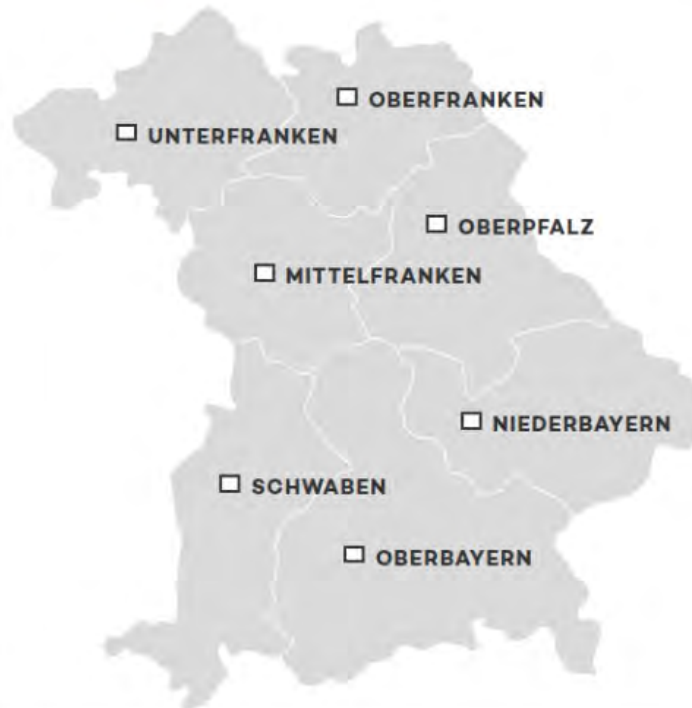 OBERFRANKEN
UNTERFRANKEN
OBERPFALZ
MITTELFRANKEN
NIEDERBAYERN
SCHWABEN
OBERBAYERN